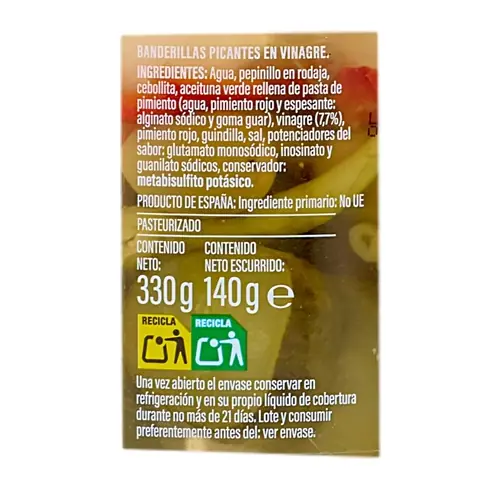 BANDERILLAS PICANTES EN VINAGRE.
INGREDIENTES: Agua, pepinillo en rodaja,
cebollita, aceituna verde rellena de pasta de
pimiento (agua, pimiento rojo y espesante:
alginato sódico y goma guar), vinagre (7,7%),
pimiento rojo, guindilla, sal, potenciadores del
sabor: glutamato monosódico, inosinato y
guanilato sódicos, conservador:
metabisulfito potásico.
PRODUCTO DE ESPAÑA: Ingrediente primario: No UE
PASTEURIZADO
CONTENIDO NETO: 330 g
CONTENIDO NETO ESCURRIDO: 140 g e
RECICLA RECICLA
Una vez abierto el envase conservar en
refrigeración y en su propio líquido de cobertura
durante no más de 21 días. Lote y consumir
preferentemente antes del: ver envase.